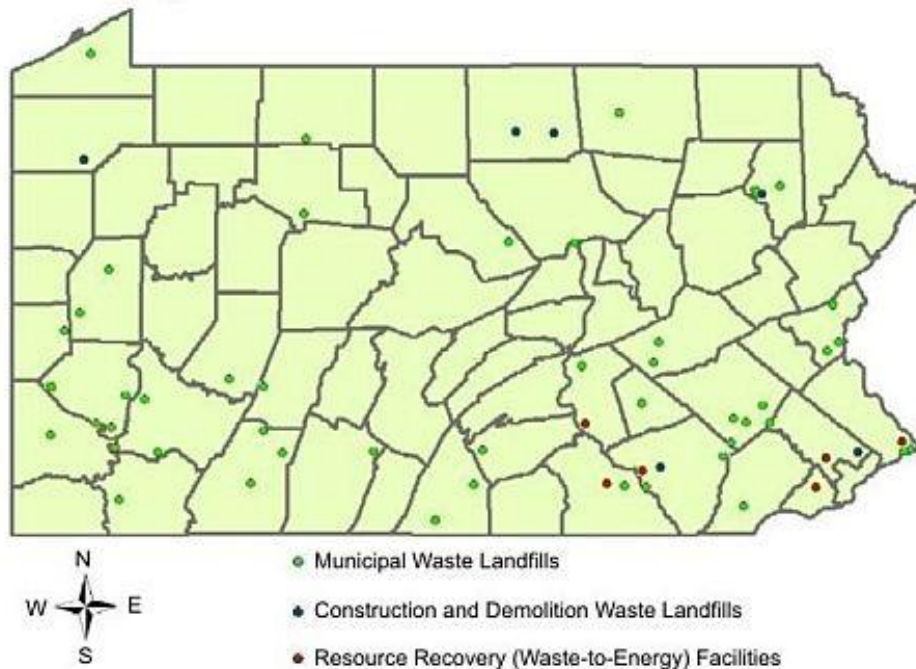 N
W E
S
Municipal Waste Landfills
Construction and Demolition Waste Landfills
Resource Recovery (Waste-to-Energy) Facilities